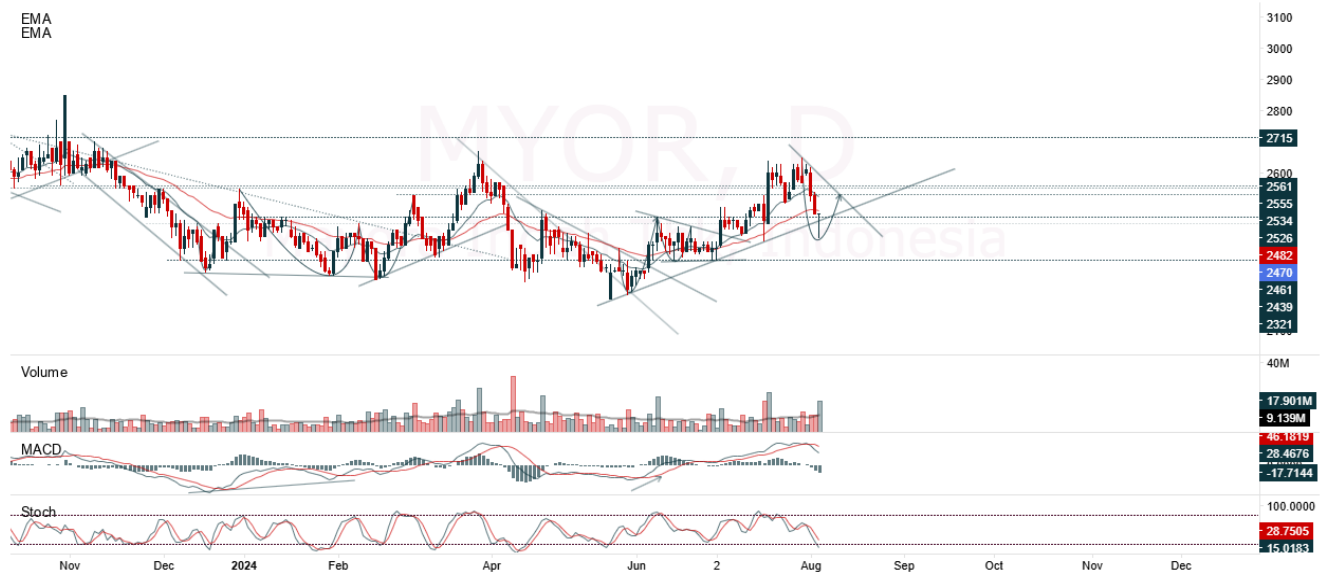 EMA
EMA
MYOR, D
3100
3000
2900
2800
2715
2600
2561
2555
2534
2526
2482
2470
2461
2439
2321
Volume
40M
17.901M
9.139M
MACD
46.1819
28.4676
-17.7144
Stoch
100.0000
28.7505
15.0183
Nov Dec 2024 Feb Apr Jun 2 Aug Sep Oct Nov Dec